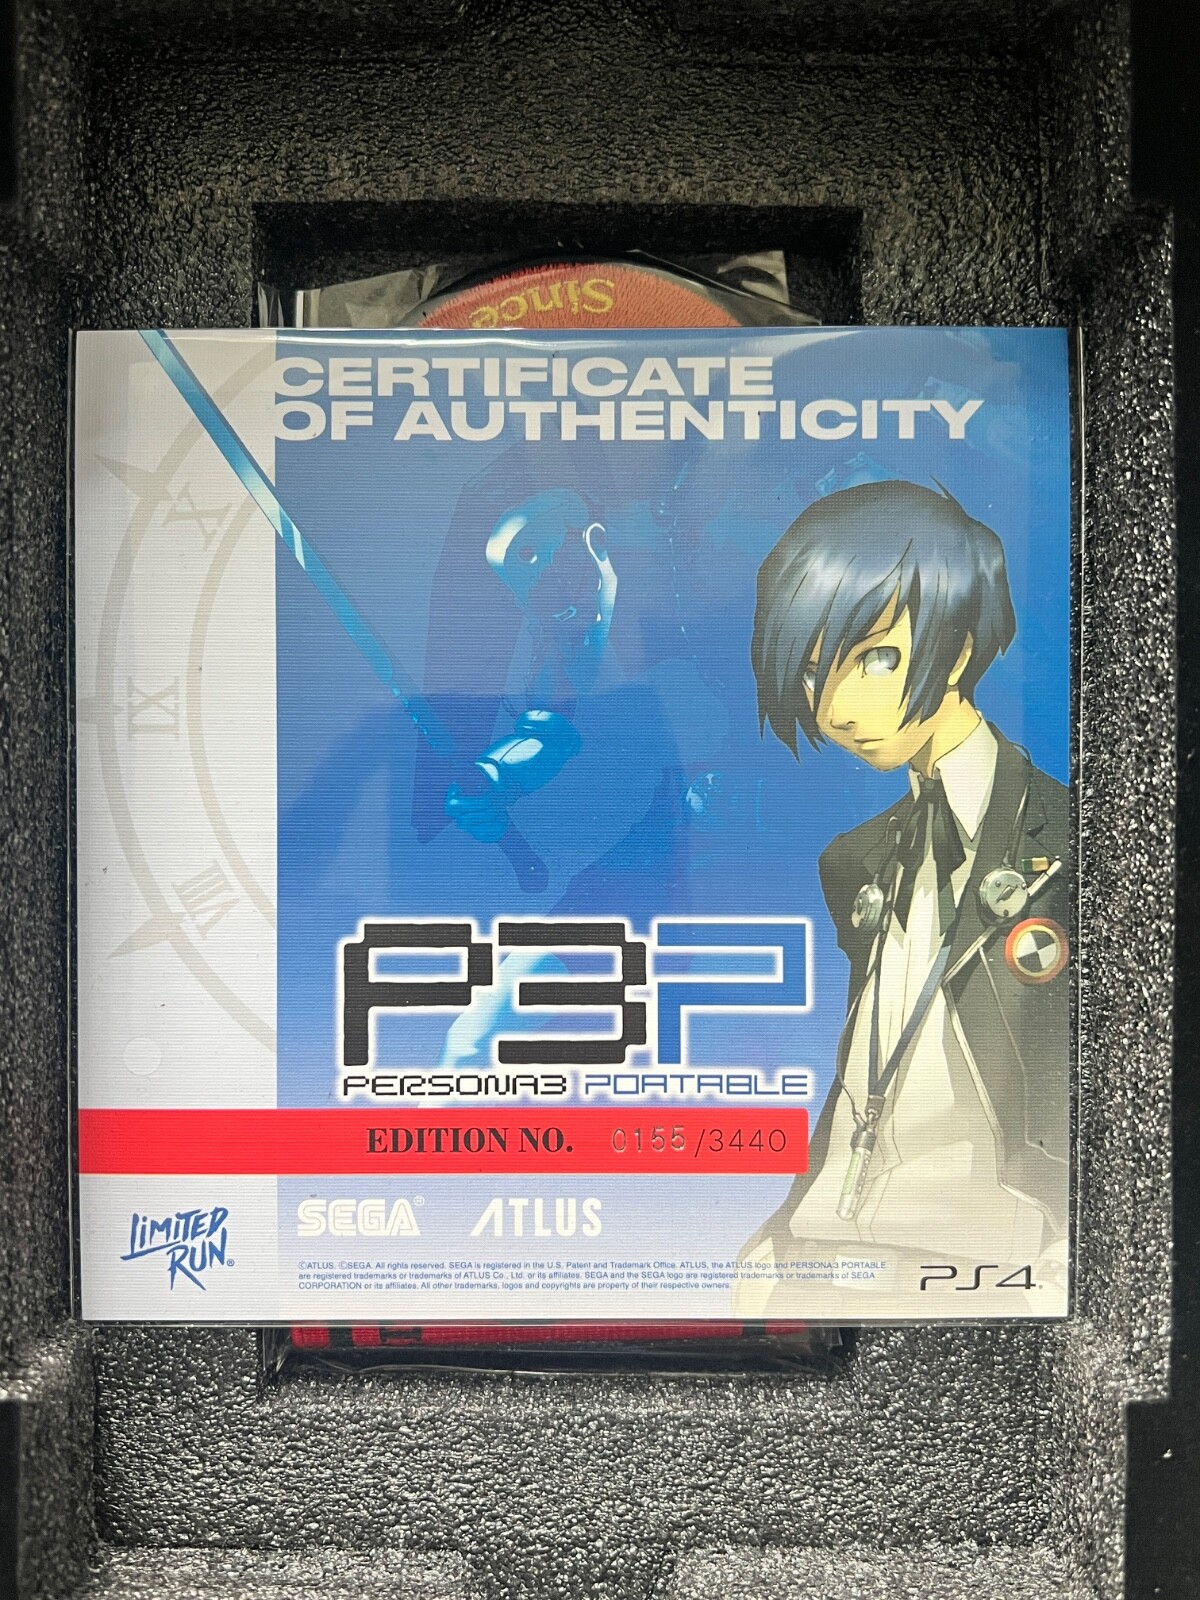 Since
CERTIFICATE
OF AUTHENTICITY
X
IX
VIII
P3P
PERSONA3 PORTABLE
EDITION NO. 0155/3440
LIMITED
RUN®
SEGA® ATLUS
©ATLUS. ©SEGA. All rights reserved. SEGA is registered in the U.S. Patent and Trademark Office. ATLUS, the ATLUS logo and PERSONA3 PORTABLE
are registered trademarks or trademarks of ATLUS Co., Ltd. or its affiliates. SEGA and the SEGA logo are registered trademarks or trademarks of SEGA
CORPORATION or its affiliates. All other trademarks, logos and copyrights are property of their respective owners.
PS4